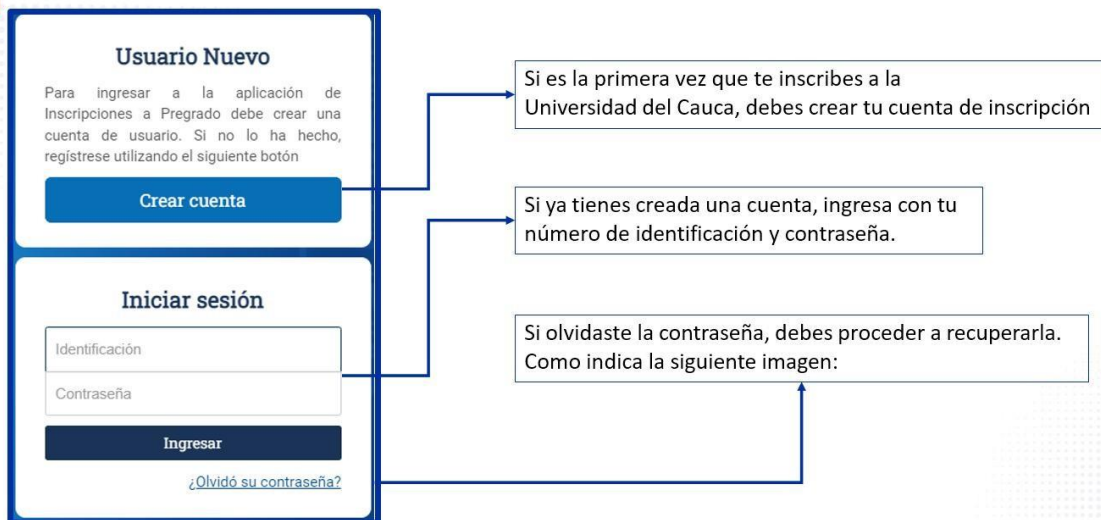 Usuario Nuevo
Para ingresar a la aplicación de
Inscripciones a Pregrado debe crear una
cuenta de usuario. Si no lo ha hecho,
regístrese utilizando el siguiente botón
Crear cuenta
Iniciar sesión
Identificación
Contraseña
Ingresar
¿Olvidó su contraseña?
Si es la primera vez que te inscribes a la
Universidad del Cauca, debes crear tu cuenta de inscripción
Si ya tienes creada una cuenta, ingresa con tu
número de identificación y contraseña.
Si olvidaste la contraseña, debes proceder a recuperarla.
Como indica la siguiente imagen: